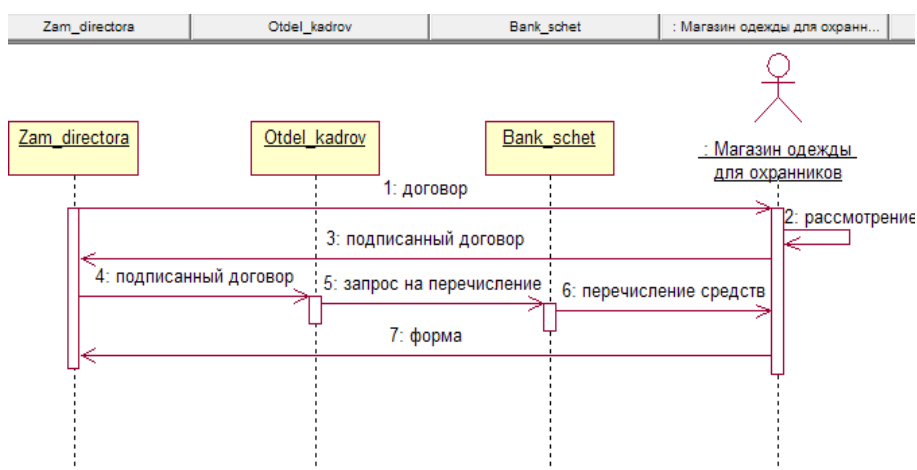 Zam_directora
Otdel_kadrov
Bank_schet
: Магазин одежды для охранн...
Zam_directora
Otdel_kadrov
Bank_schet
: Магазин одежды
для охранников
1: договор
2: рассмотрение
3: подписанный договор
4: подписанный договор
5: запрос на перечисление
6: перечисление средств
7: форма